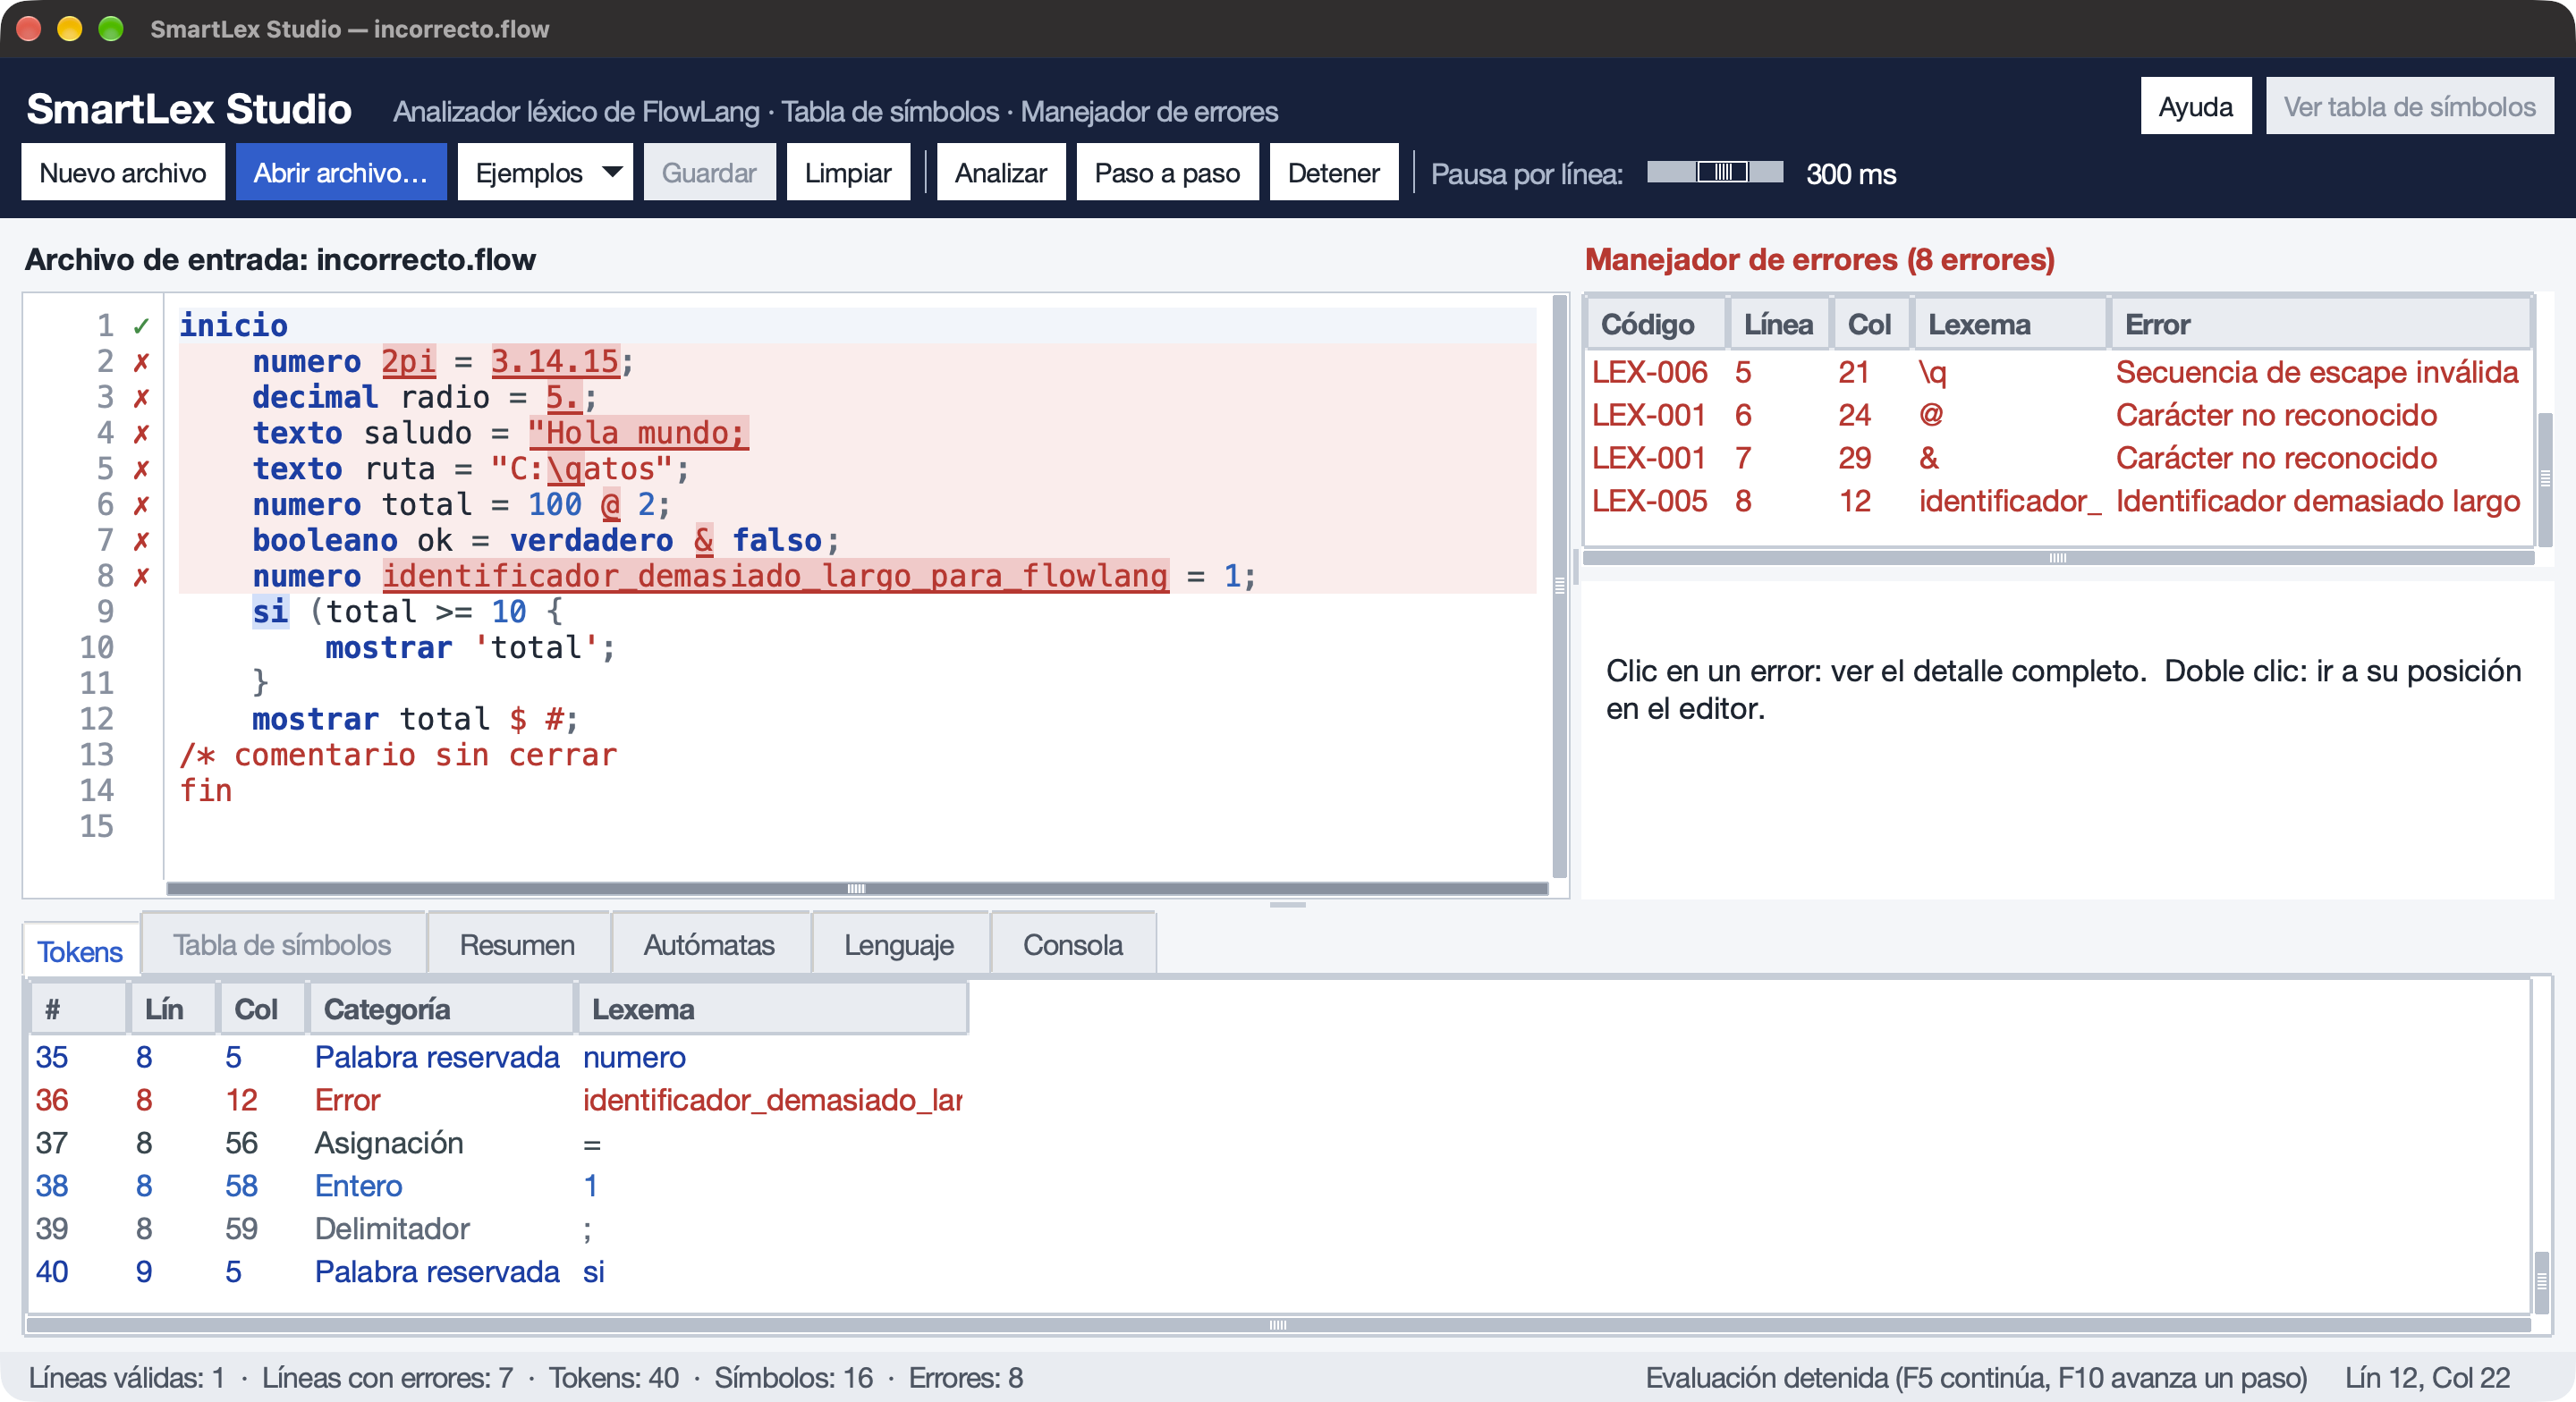 SmartLex Studio — incorrecto.flow
SmartLex Studio Analizador léxico de FlowLang · Tabla de símbolos · Manejador de errores Ayuda Ver tabla de símbolos
Nuevo archivo Abrir archivo... Ejemplos Guardar Limpiar Analizar Paso a paso Detener Pausa por línea: 300 ms
Archivo de entrada: incorrecto.flow
1 ✓ inicio
2 ✗ numero 2pi = 3.14.15;
3 ✗ decimal radio = 5.;
4 ✗ texto saludo = "Hola mundo;
5 ✗ texto ruta = "C:\qatos";
6 ✗ numero total = 100 @ 2;
7 ✗ booleano ok = verdadero & falso;
8 ✗ numero identificador_demasiado_largo_para_flowlang = 1;
9 si (total >= 10 {
10 mostrar 'total';
11 }
12 mostrar total $ #;
13 /* comentario sin cerrar
14 fin
15
Manejador de errores (8 errores)
Código Línea Col Lexema Error
LEX-006 5 21 \q Secuencia de escape inválida
LEX-001 6 24 @ Carácter no reconocido
LEX-001 7 29 & Carácter no reconocido
LEX-005 8 12 identificador_ Identificador demasiado largo
Clic en un error: ver el detalle completo. Doble clic: ir a su posición
en el editor.
Tokens Tabla de símbolos Resumen Autómatas Lenguaje Consola
# Lín Col Categoría Lexema
35 8 5 Palabra reservada numero
36 8 12 Error identificador_demasiado_lar
37 8 56 Asignación =
38 8 58 Entero 1
39 8 59 Delimitador ;
40 9 5 Palabra reservada si
Líneas válidas: 1 · Líneas con errores: 7 · Tokens: 40 · Símbolos: 16 · Errores: 8 Evaluación detenida (F5 continúa, F10 avanza un paso) Lín 12, Col 22